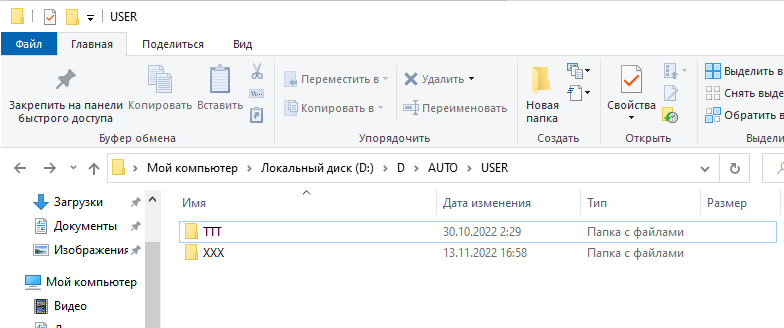 USER
Файл Главная Поделиться Вид
Закрепить на панели быстрого доступа
Копировать
Вставить
Переместить в
Копировать в
Удалить
Переименовать
Новая папка
Свойства
Выделить в
Снять выде
Обратить в
Буфер обмена Упорядочить Создать Открыть Выдели
Мой компьютер > Локальный диск (D:) > D > AUTO > USER
Загрузки
Документы
Изображения
Мой компьютер
Видео
Имя Дата изменения Тип Размер
TTT 30.10.2022 2:29 Папка с файлами
XXX 13.11.2022 16:58 Папка с файлами